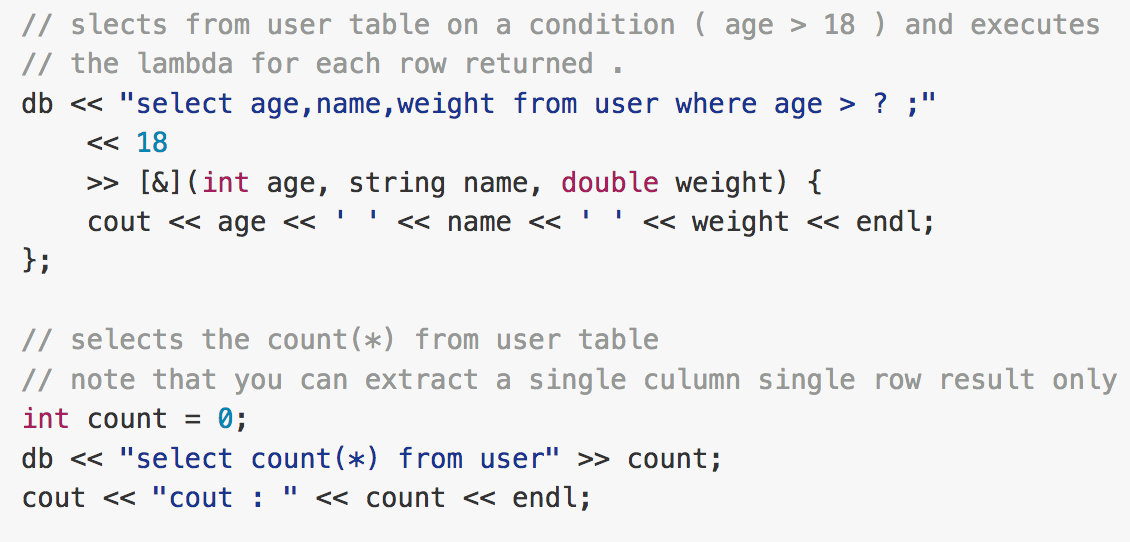 // slects from user table on a condition ( age > 18 ) and executes
// the lambda for each row returned .
db << "select age,name,weight from user where age > ? ;"
    << 18
    >> [&](int age, string name, double weight) {
    cout << age << ' ' << name << ' ' << weight << endl;
};

// selects the count(*) from user table
// note that you can extract a single culumn single row result only
int count = 0;
db << "select count(*) from user" >> count;
cout << "cout : " << count << endl;